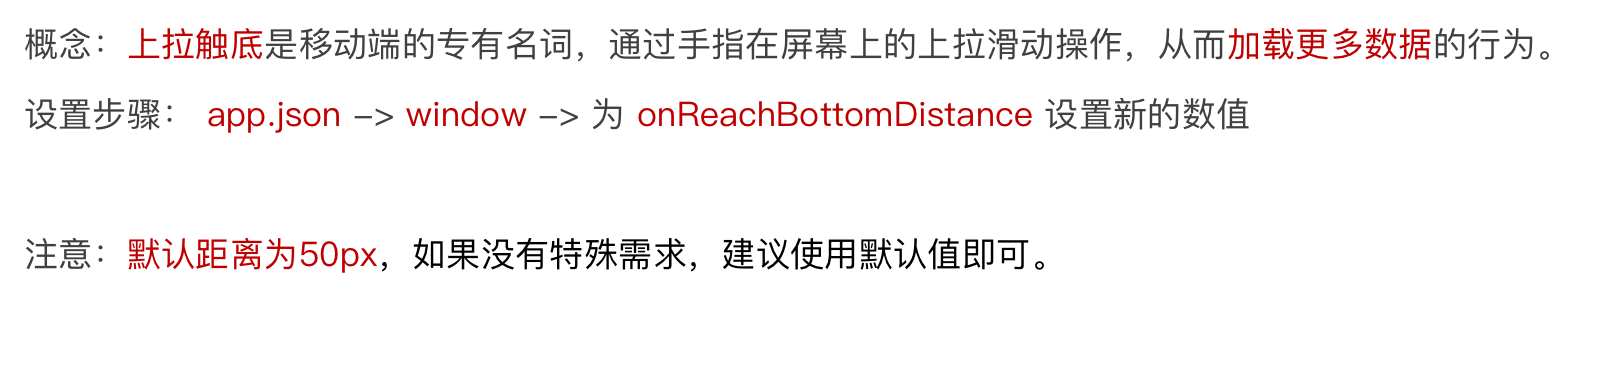 概念：上拉触底是移动端的专有名词，通过手指在屏幕上的上拉滑动操作，从而加载更多数据的行为。
设置步骤： app.json -> window -> 为 onReachBottomDistance 设置新的数值
注意：默认距离为50px，如果没有特殊需求，建议使用默认值即可。